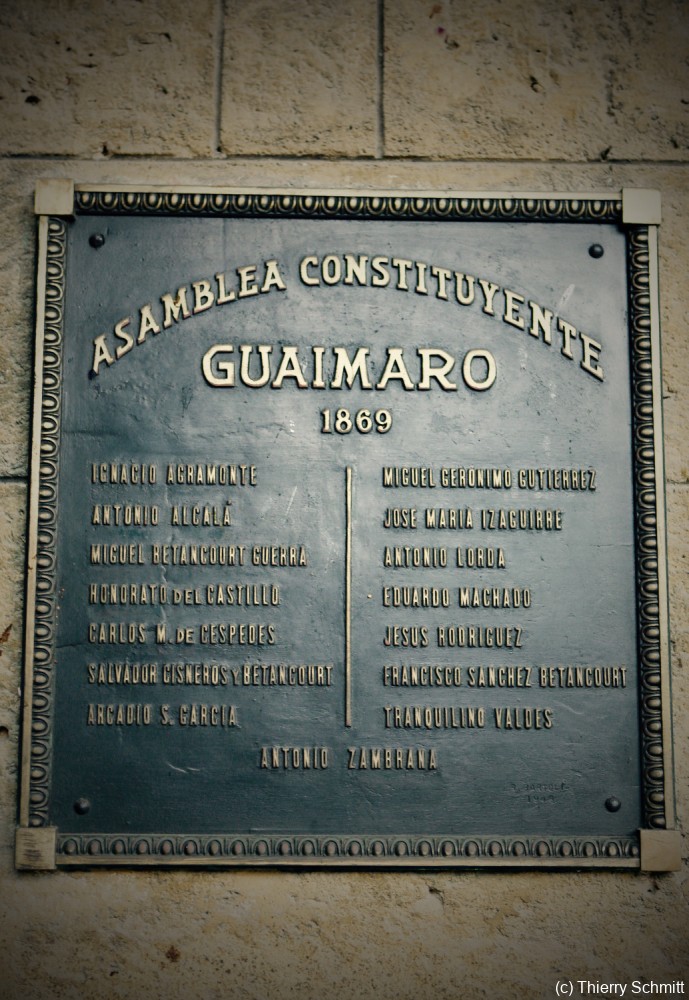 ASAMBLEA CONSTITUYENTE
GUAIMARO
1869
IGNACIO AGRAMONTE
ANTONIO ALCALÁ
MIGUEL BETANCOURT GUERRA
HONORATO DEL CASTILLO
CARLOS M. DE CESPEDES
SALVADOR CISNEROS Y BETANCOURT
ARCADIO S. GARCIA
MIGUEL GERONIMO GUTIERREZ
JOSE MARIA IZAGUIRRE
ANTONIO LORDA
EDUARDO MACHADO
JESUS RODRIGUEZ
FRANCISCO SANCHEZ BETANCOURT
TRANQUILINO VALDES
ANTONIO ZAMBRANA
(c) Thierry Schmitt